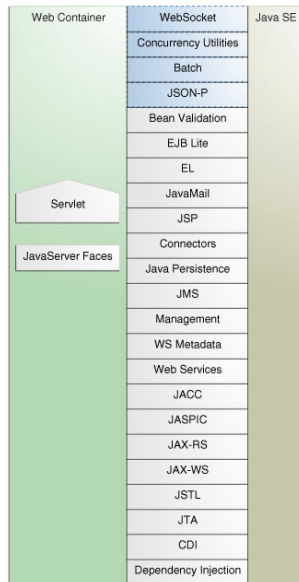 Web Container
WebSocket
Java SE
Concurrency Utilities
Batch
JSON-P
Bean Validation
EJB Lite
EL
JavaMail
Servlet
JSP
Connectors
JavaServer Faces
Java Persistence
JMS
Management
WS Metadata
Web Services
JACC
JASPIC
JAX-RS
JAX-WS
JSTL
JTA
CDI
Dependency Injection